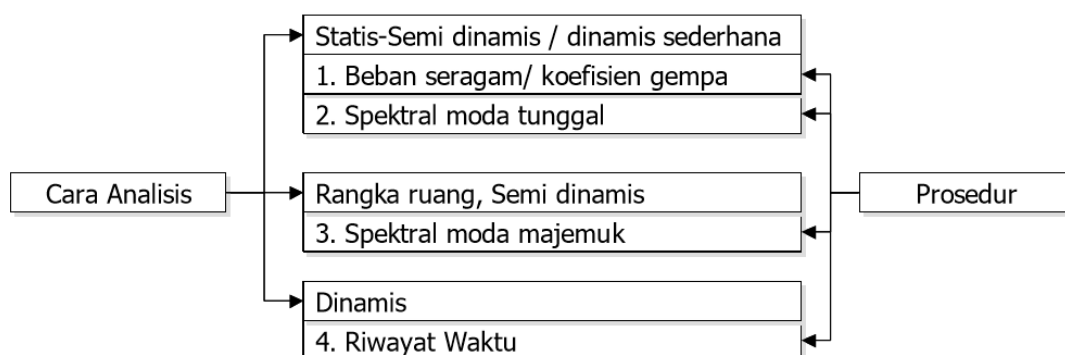 Statis-Semi dinamis / dinamis sederhana
1. Beban seragam/ koefisien gempa
2. Spektral moda tunggal
Cara Analisis
Rangka ruang, Semi dinamis
Prosedur
3. Spektral moda majemuk
Dinamis
4. Riwayat Waktu